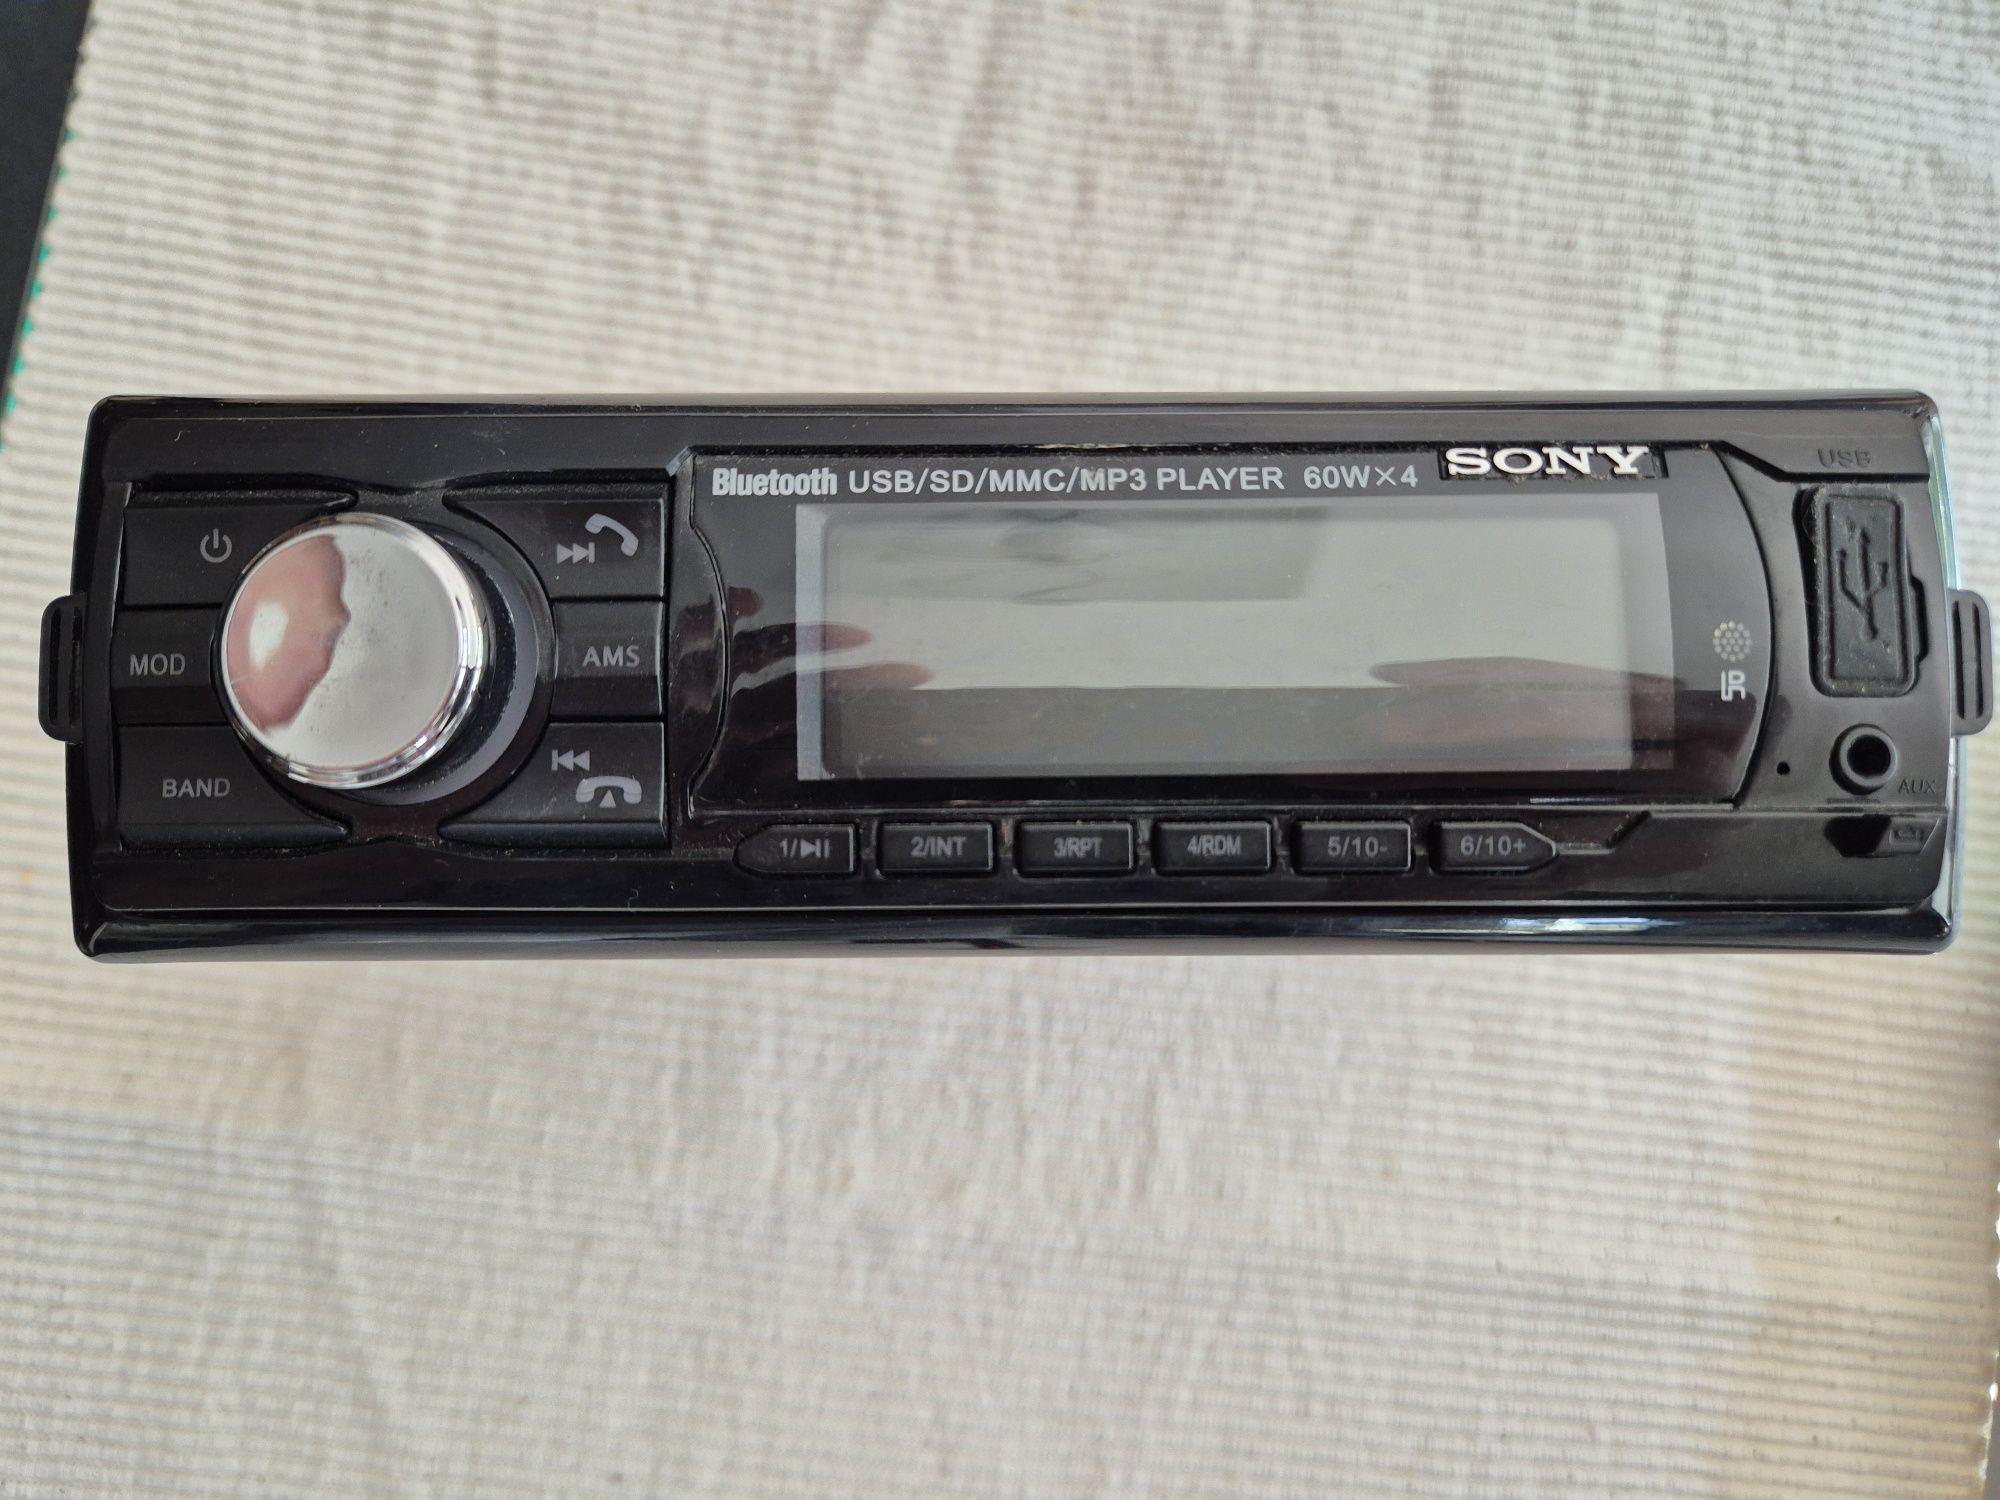 Bluetooth USB/SD/MMC/MP3 PLAYER 60W×4 SONY
USB
MOD
AMS
BAND
IR
AUX
1/
2/INT
3/RPT
4/RDM
5/10-
6/10+